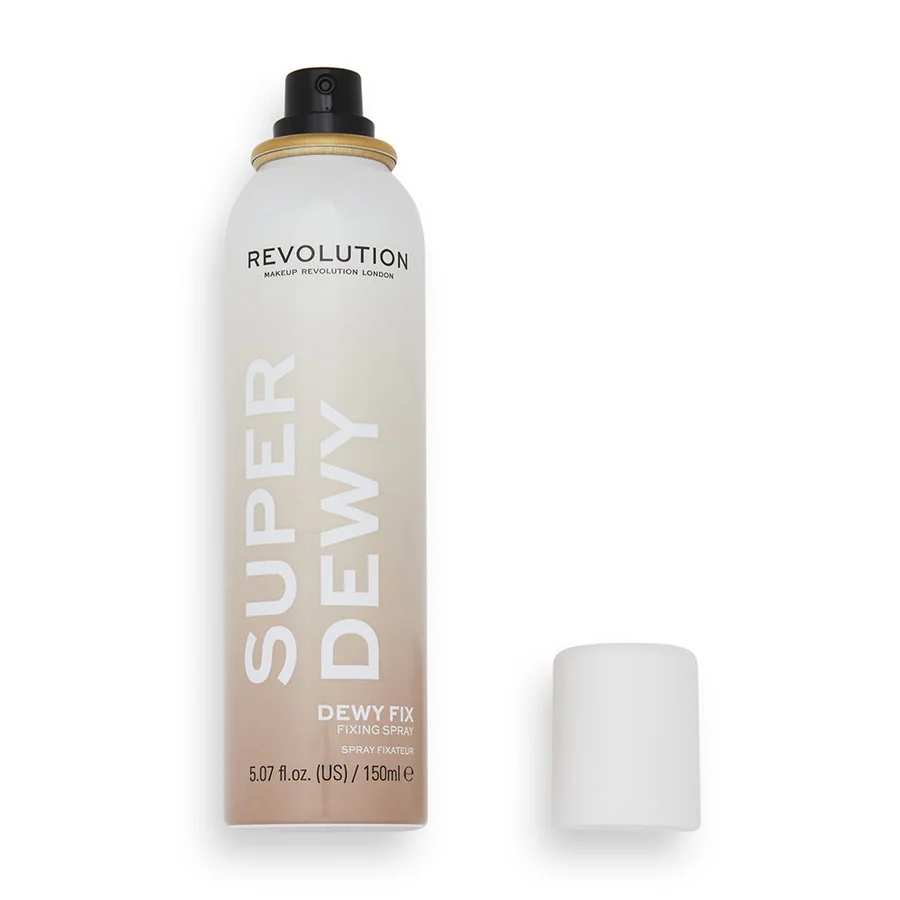 REVOLUTION
MAKEUP REVOLUTION LONDON
SUPER
DEWY
DEWY FIX
FIXING SPRAY
SPRAY FIXATEUR
5.07 fl.oz. (US) / 150ml ℮